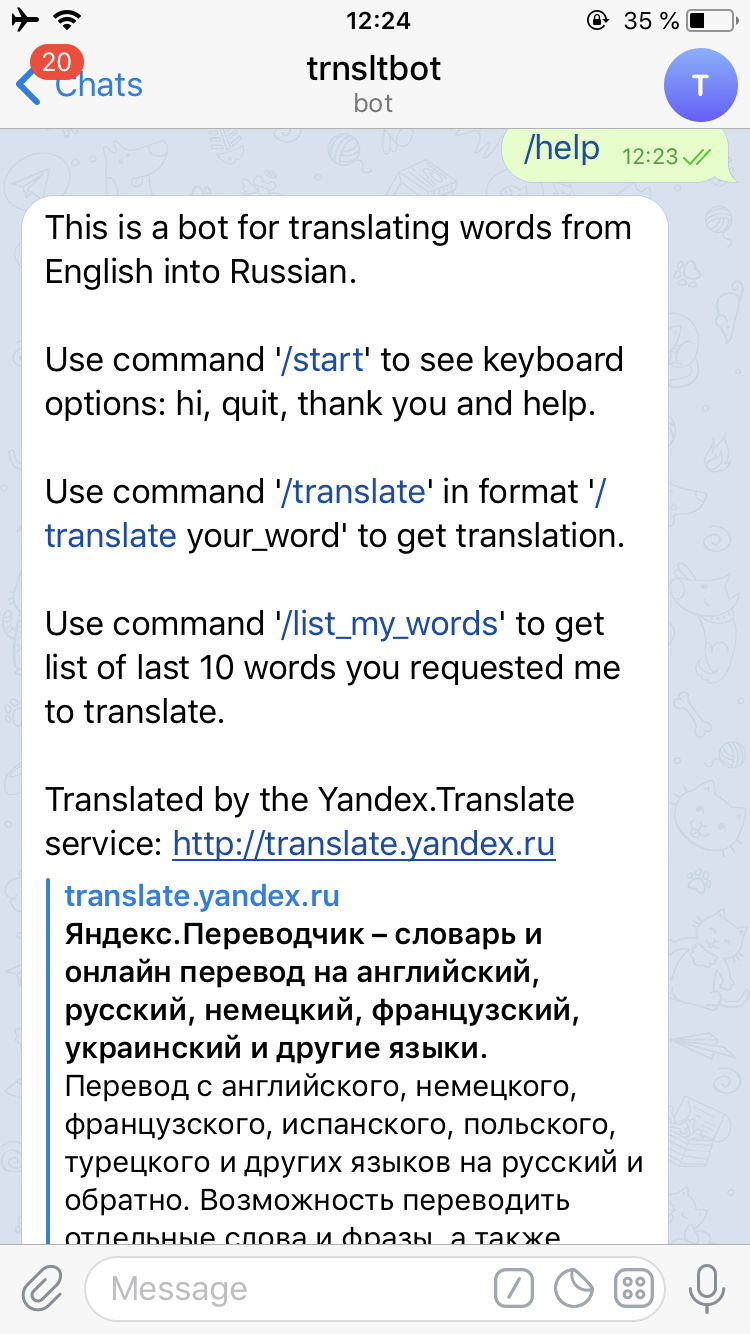 12:24
35 %
20
Chats
trnsltbot
bot
T
/help 12:23
This is a bot for translating words from
English into Russian.
Use command '/start' to see keyboard
options: hi, quit, thank you and help.
Use command '/translate' in format '/
translate your_word' to get translation.
Use command '/list_my_words' to get
list of last 10 words you requested me
to translate.
Translated by the Yandex.Translate
service: http://translate.yandex.ru
translate.yandex.ru
Яндекс.Переводчик – словарь и
онлайн перевод на английский,
русский, немецкий, французский,
украинский и другие языки.
Перевод с английского, немецкого,
французского, испанского, польского,
турецкого и других языков на русский и
обратно. Возможность переводить
отдельные слова и фразы, а также
Message